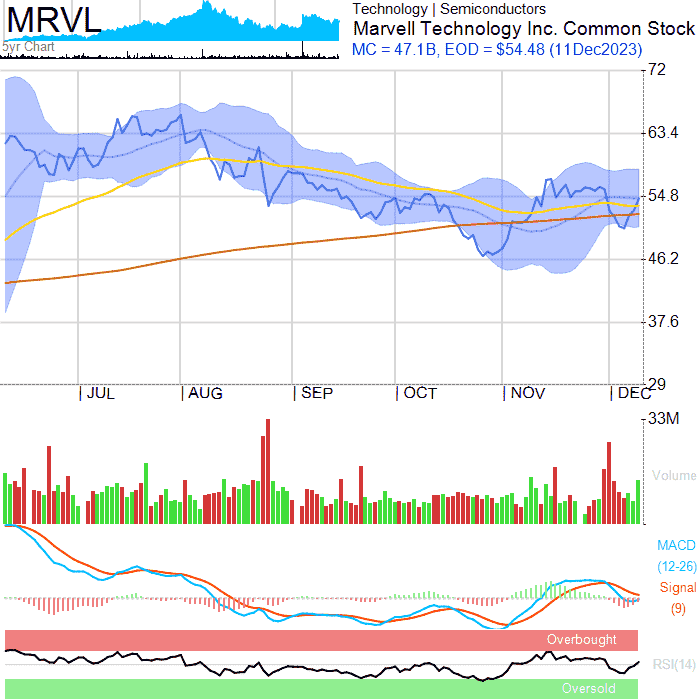 MRVL
5yr Chart
Technology | Semiconductors
Marvell Technology Inc. Common Stock
MC = 47.1B, EOD = $54.48 (11Dec2023)
72
63.4
54.8
46.2
37.6
29
JUL
AUG
SEP
OCT
NOV
DEC
33M
Volume
MACD
(12-26)
Signal
(9)
Overbought
RSI(14)
Oversold